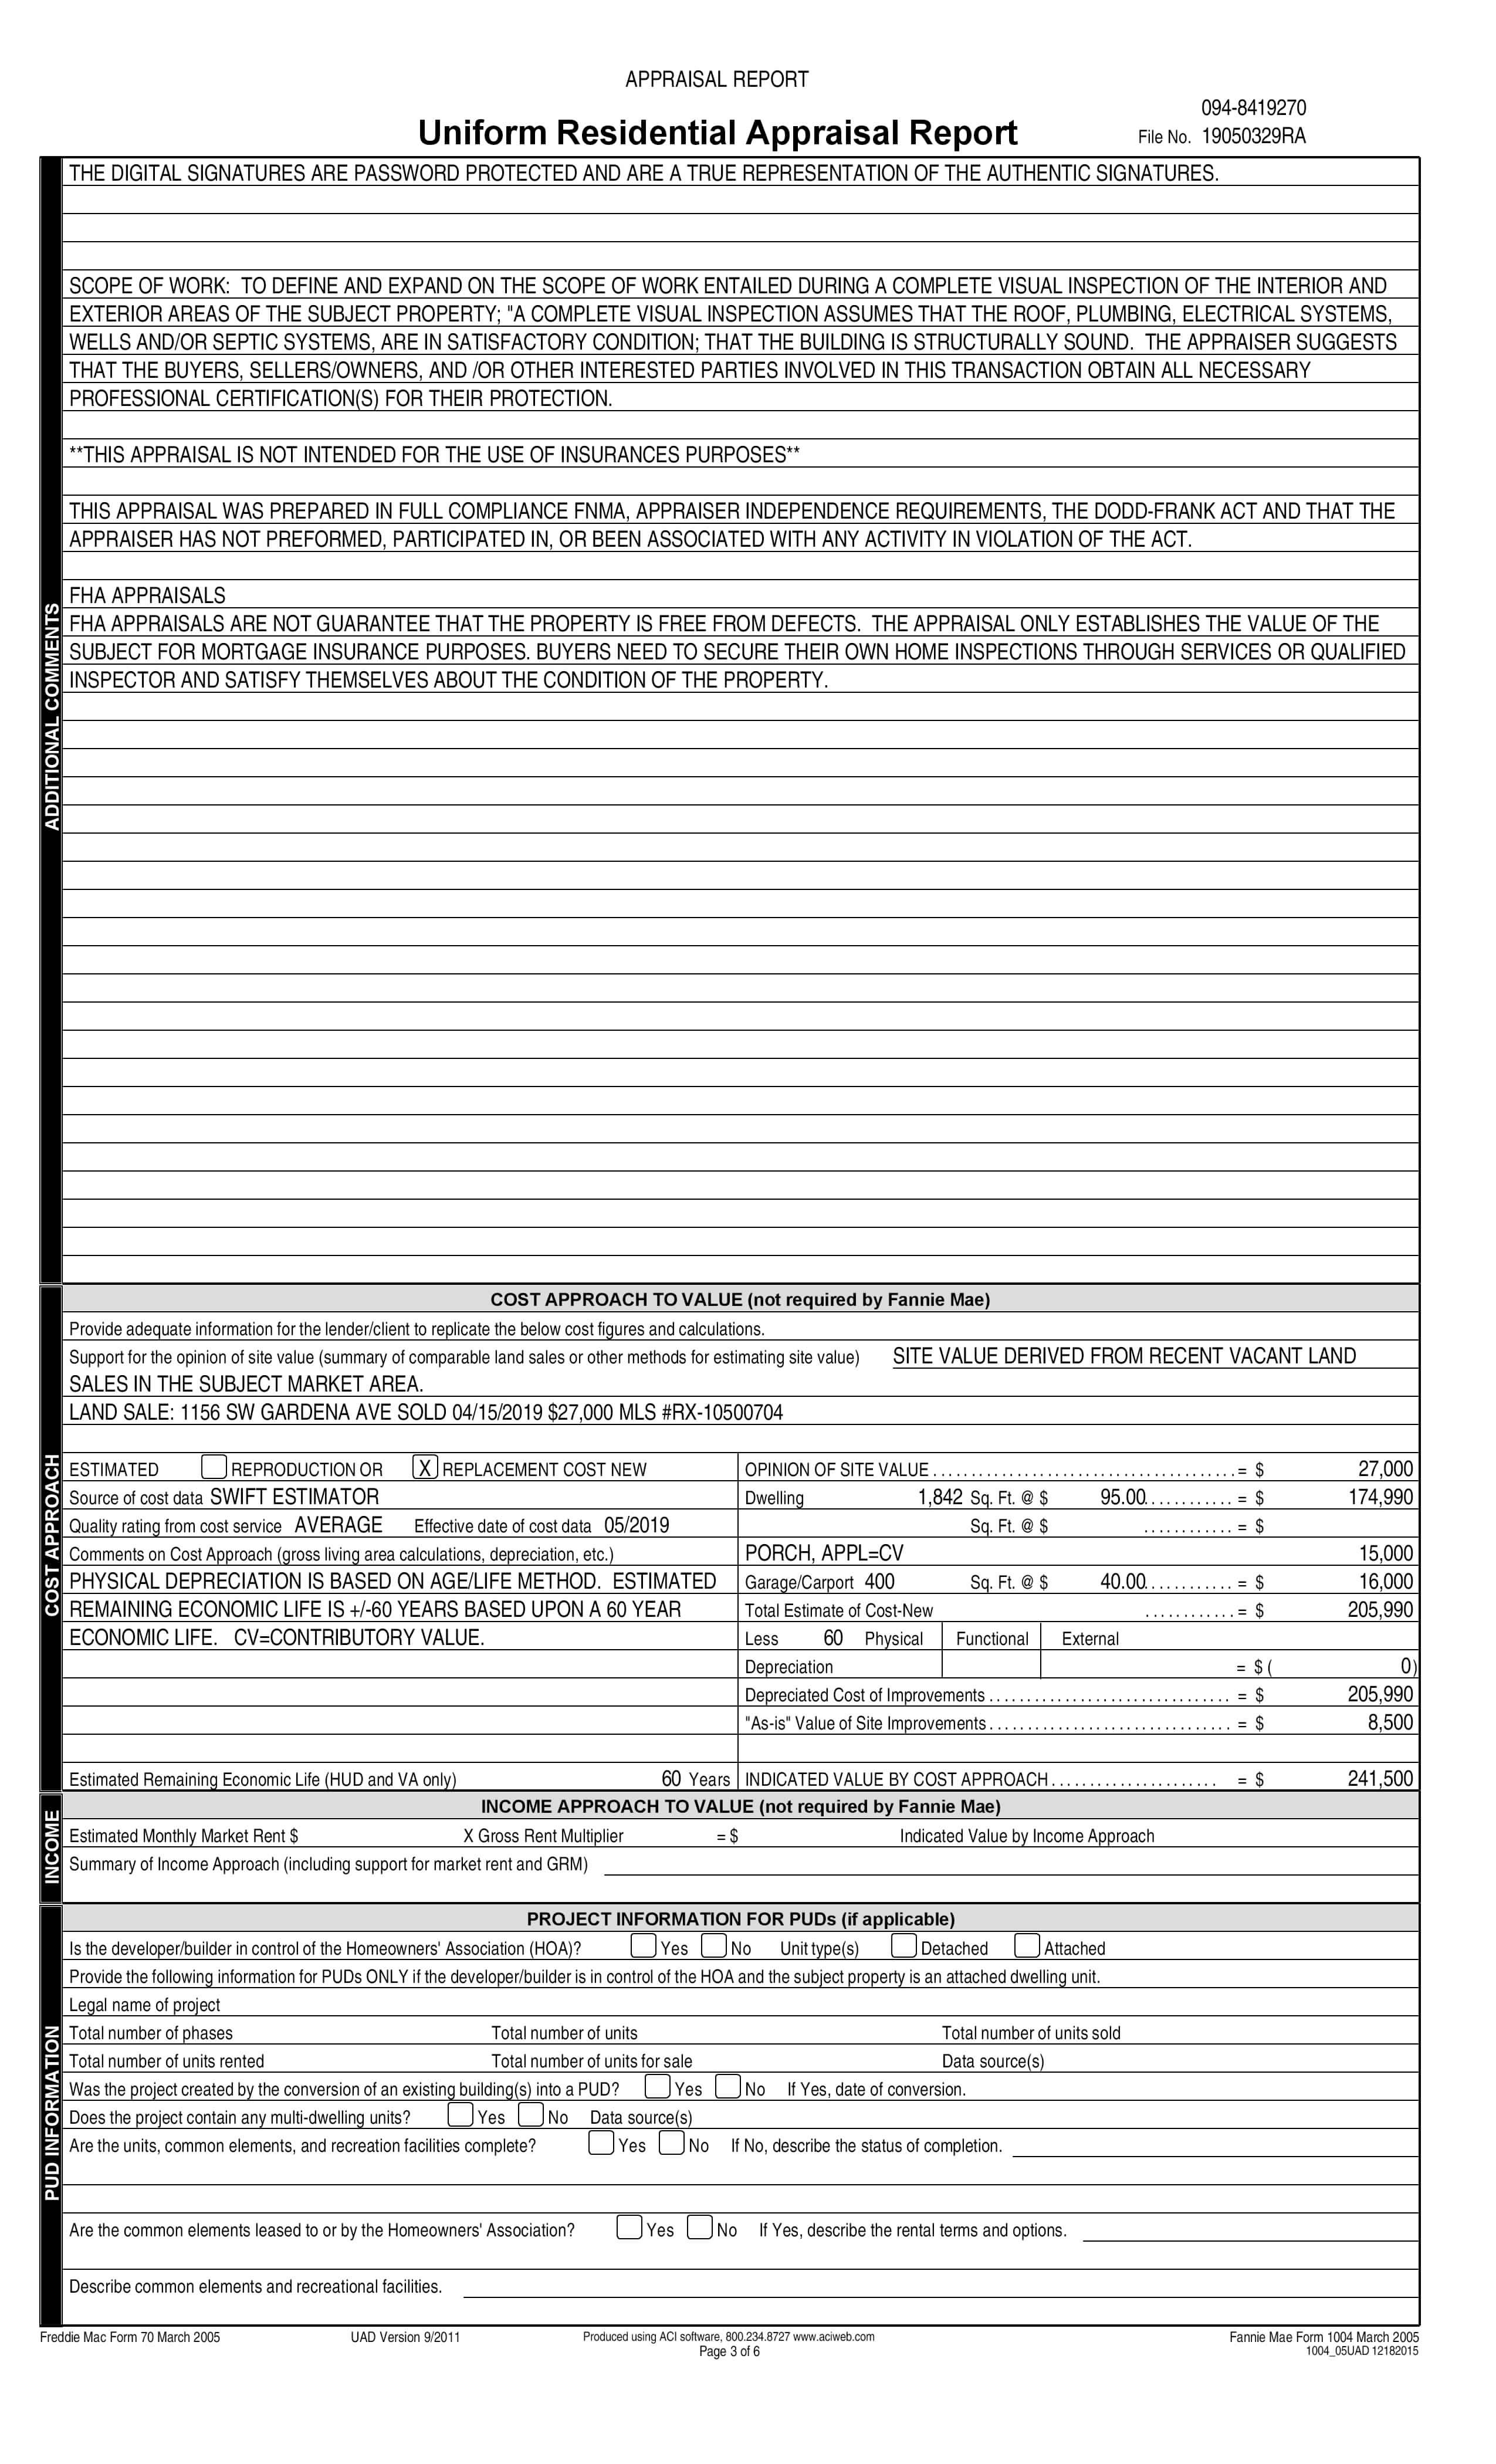 APPRAISAL REPORT
094-8419270
Uniform Residential Appraisal Report
File No. 19050329RA
ADDITIONAL COMMENTS
THE DIGITAL SIGNATURES ARE PASSWORD PROTECTED AND ARE A TRUE REPRESENTATION OF THE AUTHENTIC SIGNATURES.
SCOPE OF WORK: TO DEFINE AND EXPAND ON THE SCOPE OF WORK ENTAILED DURING A COMPLETE VISUAL INSPECTION OF THE INTERIOR AND
EXTERIOR AREAS OF THE SUBJECT PROPERTY; "A COMPLETE VISUAL INSPECTION ASSUMES THAT THE ROOF, PLUMBING, ELECTRICAL SYSTEMS,
WELLS AND/OR SEPTIC SYSTEMS, ARE IN SATISFACTORY CONDITION; THAT THE BUILDING IS STRUCTURALLY SOUND. THE APPRAISER SUGGESTS
THAT THE BUYERS, SELLERS/OWNERS, AND /OR OTHER INTERESTED PARTIES INVOLVED IN THIS TRANSACTION OBTAIN ALL NECESSARY
PROFESSIONAL CERTIFICATION(S) FOR THEIR PROTECTION.
**THIS APPRAISAL IS NOT INTENDED FOR THE USE OF INSURANCES PURPOSES**
THIS APPRAISAL WAS PREPARED IN FULL COMPLIANCE FNMA, APPRAISER INDEPENDENCE REQUIREMENTS, THE DODD-FRANK ACT AND THAT THE
APPRAISER HAS NOT PREFORMED, PARTICIPATED IN, OR BEEN ASSOCIATED WITH ANY ACTIVITY IN VIOLATION OF THE ACT.
FHA APPRAISALS
FHA APPRAISALS ARE NOT GUARANTEE THAT THE PROPERTY IS FREE FROM DEFECTS. THE APPRAISAL ONLY ESTABLISHES THE VALUE OF THE
SUBJECT FOR MORTGAGE INSURANCE PURPOSES. BUYERS NEED TO SECURE THEIR OWN HOME INSPECTIONS THROUGH SERVICES OR QUALIFIED
INSPECTOR AND SATISFY THEMSELVES ABOUT THE CONDITION OF THE PROPERTY.
COST APPROACH
COST APPROACH TO VALUE (not required by Fannie Mae)
Provide adequate information for the lender/client to replicate the below cost figures and calculations.
Support for the opinion of site value (summary of comparable land sales or other methods for estimating site value) SITE VALUE DERIVED FROM RECENT VACANT LAND
SALES IN THE SUBJECT MARKET AREA.
LAND SALE: 1156 SW GARDENA AVE SOLD 04/15/2019 $27,000 MLS #RX-10500704
ESTIMATED REPRODUCTION OR X REPLACEMENT COST NEW
Source of cost data SWIFT ESTIMATOR
Quality rating from cost service AVERAGE Effective date of cost data 05/2019
Comments on Cost Approach (gross living area calculations, depreciation, etc.)
PHYSICAL DEPRECIATION IS BASED ON AGE/LIFE METHOD. ESTIMATED
REMAINING ECONOMIC LIFE IS +/-60 YEARS BASED UPON A 60 YEAR
ECONOMIC LIFE. CV=CONTRIBUTORY VALUE.
Estimated Remaining Economic Life (HUD and VA only) 60 Years
OPINION OF SITE VALUE = $ 27,000
Dwelling 1,842 Sq. Ft. @ $ 95.00 = $ 174,990
Sq. Ft. @ $ = $
PORCH, APPL=CV 15,000
Garage/Carport 400 Sq. Ft. @ $ 40.00 = $ 16,000
Total Estimate of Cost-New = $ 205,990
Less 60 Physical Functional External
Depreciation = $ ( 0)
Depreciated Cost of Improvements = $ 205,990
"As-is" Value of Site Improvements = $ 8,500
INDICATED VALUE BY COST APPROACH = $ 241,500
INCOME
INCOME APPROACH TO VALUE (not required by Fannie Mae)
Estimated Monthly Market Rent $ X Gross Rent Multiplier = $ Indicated Value by Income Approach
Summary of Income Approach (including support for market rent and GRM)
PUD INFORMATION
PROJECT INFORMATION FOR PUDs (if applicable)
Is the developer/builder in control of the Homeowners' Association (HOA)? Yes No Unit type(s) Detached Attached
Provide the following information for PUDs ONLY if the developer/builder is in control of the HOA and the subject property is an attached dwelling unit.
Legal name of project
Total number of phases Total number of units Total number of units sold
Total number of units rented Total number of units for sale Data source(s)
Was the project created by the conversion of an existing building(s) into a PUD? Yes No If Yes, date of conversion.
Does the project contain any multi-dwelling units? Yes No Data source(s)
Are the units, common elements, and recreation facilities complete? Yes No If No, describe the status of completion.
Are the common elements leased to or by the Homeowners' Association? Yes No If Yes, describe the rental terms and options.
Describe common elements and recreational facilities.
Freddie Mac Form 70 March 2005 UAD Version 9/2011 Produced using ACI software, 800.234.8727 www.aciweb.com Fannie Mae Form 1004 March 2005
Page 3 of 6 1004_05UAD 12182015